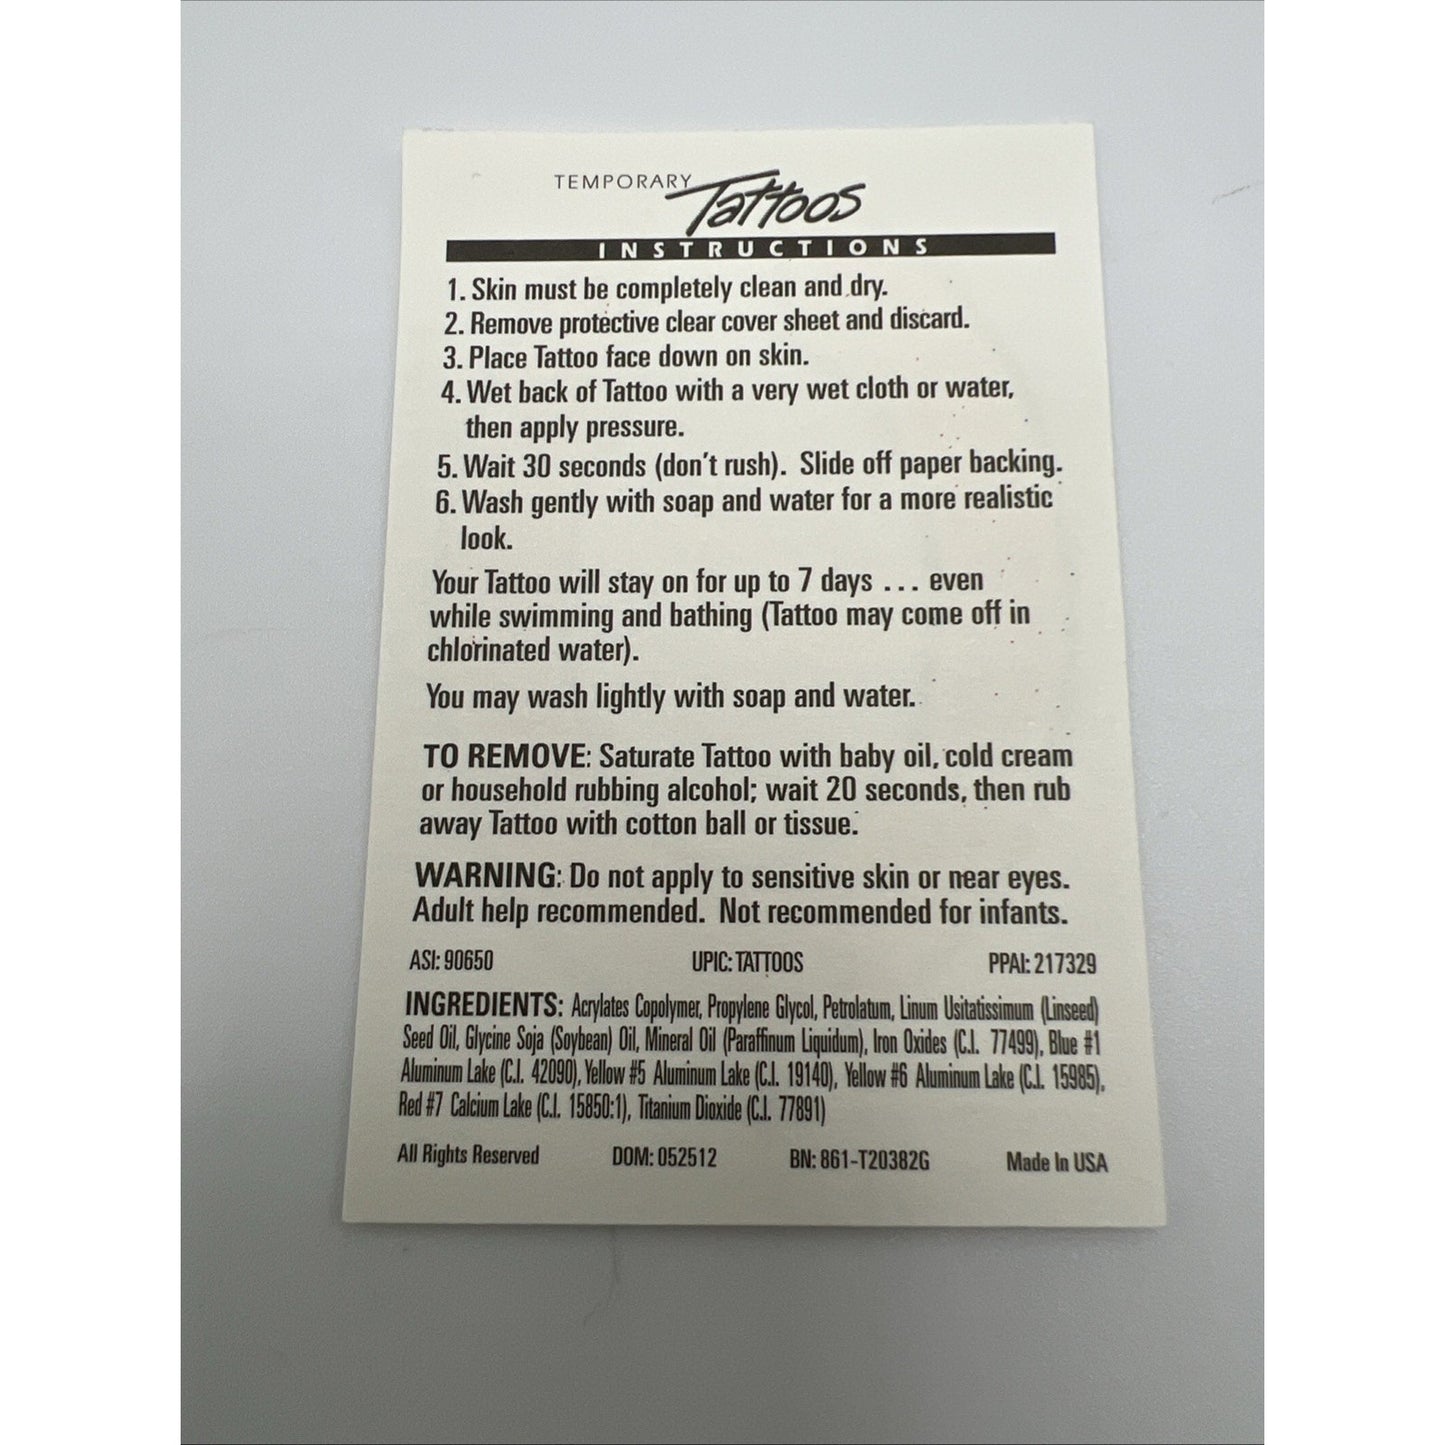 TEMPORARY Tattoos
INSTRUCTIONS
1. Skin must be completely clean and dry.
2. Remove protective clear cover sheet and discard.
3. Place Tattoo face down on skin.
4. Wet back of Tattoo with a very wet cloth or water,
then apply pressure.
5. Wait 30 seconds (don't rush). Slide off paper backing.
6. Wash gently with soap and water for a more realistic
look.
Your Tattoo will stay on for up to 7 days ... even
while swimming and bathing (Tattoo may come off in
chlorinated water).
You may wash lightly with soap and water.
TO REMOVE: Saturate Tattoo with baby oil, cold cream
or household rubbing alcohol; wait 20 seconds, then rub
away Tattoo with cotton ball or tissue.
WARNING: Do not apply to sensitive skin or near eyes.
Adult help recommended. Not recommended for infants.
ASI: 90650 UPIC: TATTOOS PPAI: 217329
INGREDIENTS: Acrylates Copolymer, Propylene Glycol, Petrolatum, Linum Usitatissimum (Linseed)
Seed Oil, Glycine Soja (Soybean) Oil, Mineral Oil (Paraffinum Liquidum), Iron Oxides (C.I. 77499), Blue #1
Aluminum Lake (C.I. 42090), Yellow #5 Aluminum Lake (C.I. 19140), Yellow #6 Aluminum Lake (C.I. 15985),
Red #7 Calcium Lake (C.I. 15850:1), Titanium Dioxide (C.I. 77891)
All Rights Reserved DOM: 052512 BN: 861-T20382G Made In USA